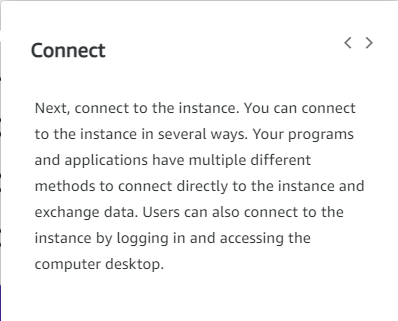 Connect
Next, connect to the instance. You can connect
to the instance in several ways. Your programs
and applications have multiple different
methods to connect directly to the instance and
exchange data. Users can also connect to the
instance by logging in and accessing the
computer desktop.